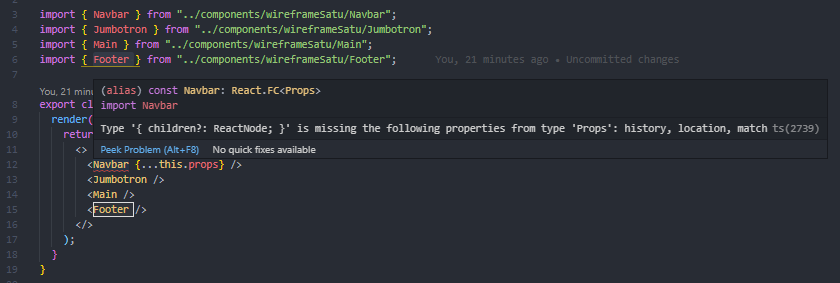 3 import { Navbar } from "../components/wireframeSatu/Navbar";
4 import { Jumbotron } from "../components/wireframeSatu/Jumbotron";
5 import { Main } from "../components/wireframeSatu/Main";
6 import { Footer } from "../components/wireframeSatu/Footer"; You, 21 minutes ago • Uncommitted changes
7
You, 21 minu
(alias) const Navbar: React.FC<Props>
import Navbar
Type '{ children?: ReactNode; }' is missing the following properties from type 'Props': history, location, match ts(2739)
Peek Problem (Alt+F8) No quick fixes available
8 export cl
9 render(
10 retur
11 <>
12 <Navbar {...this.props} />
13 <Jumbotron />
14 <Main />
15 <Footer />
16 </>
17 );
18 }
19 }